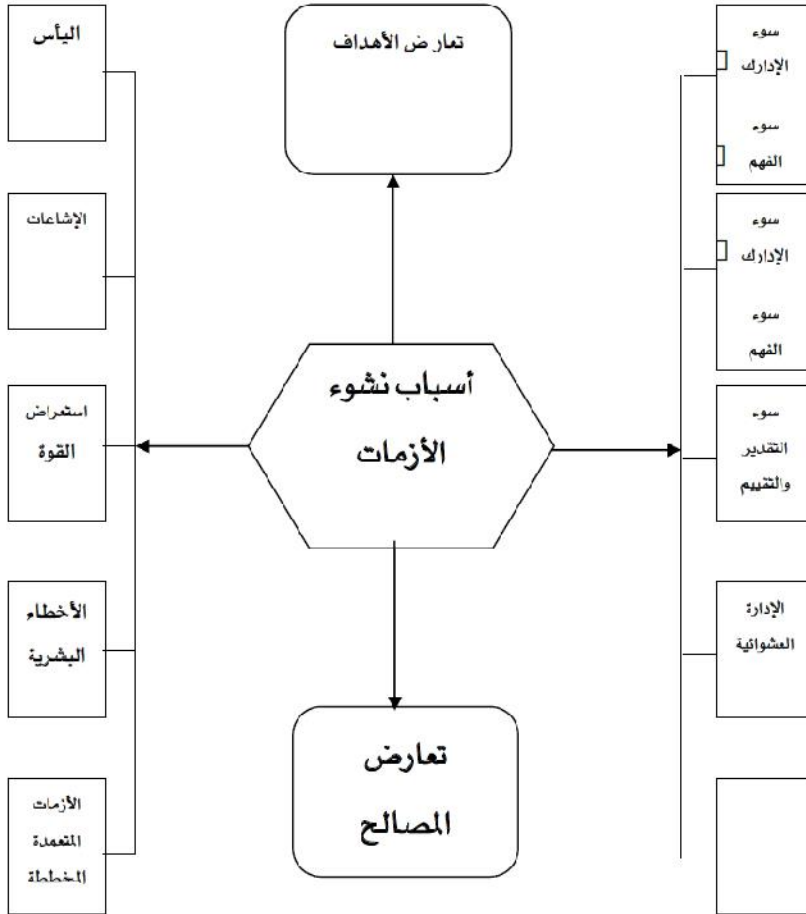 سوء
الإدارك
سوء
الفهم
سوء
الإدارك
سوء
الفهم
سوء
التقدير
والتقييم
الإدارة
العشوائية
تعارض الأهداف
أسباب نشوء
الأزمات
تعارض
المصالح
اليأس
الإشاعات
استعراض
القوة
الأخطاء
البشرية
الأزمات
المتعمدة
المخططة